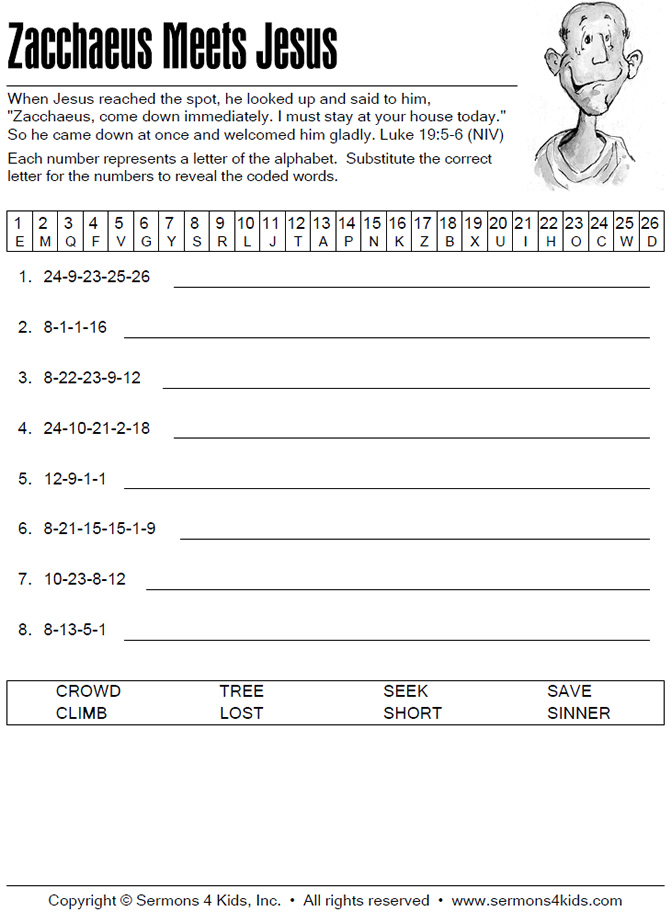 Zacchaeus Meets Jesus
When Jesus reached the spot, he looked up and said to him,
"Zacchaeus, come down immediately. I must stay at your house today."
So he came down at once and welcomed him gladly. Luke 19:5-6 (NIV)
Each number represents a letter of the alphabet. Substitute the correct
letter for the numbers to reveal the coded words.
1 2 3 4 5 6 7 8 9 10 11 12 13 14 15 16 17 18 19 20 21 22 23 24 25 26
E M Q F V G Y S R L J T A P N K Z B X U I H O C W D
1. 24-9-23-25-26
2. 8-1-1-16
3. 8-22-23-9-12
4. 24-10-21-2-18
5. 12-9-1-1
6. 8-21-15-15-1-9
7. 10-23-8-12
8. 8-13-5-1
CROWD TREE SEEK SAVE
CLIMB LOST SHORT SINNER
Copyright © Sermons 4 Kids, Inc. • All rights reserved • www.sermons4kids.com